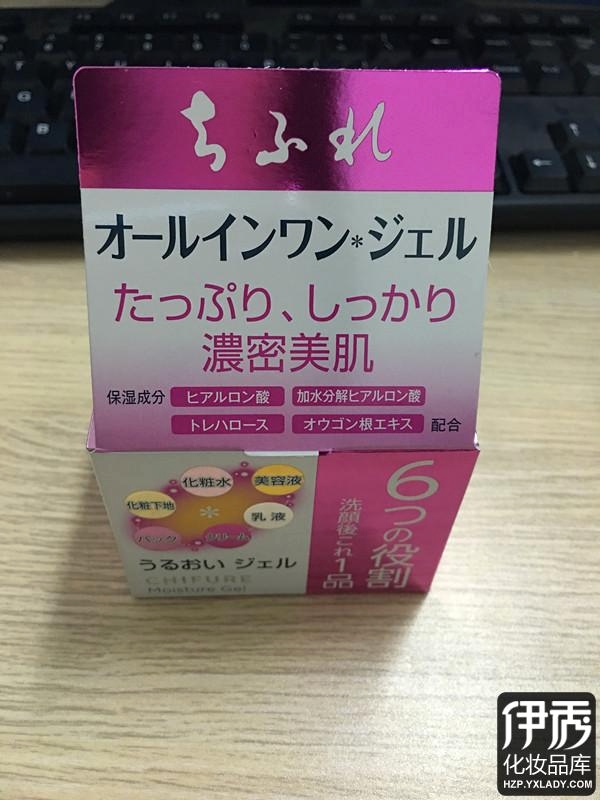 ちふれ
オールインワン*ジェル
たっぷり、しっかり
濃密美肌
保湿成分 ヒアルロン酸 加水分解ヒアルロン酸
トレハロース オウゴン根エキス 配合
化粧水 美容液
化粧下地 乳液
パック クリーム
うるおい ジェル
CHIFURE
Moisture Gel
6つの役割
洗顔後これ1品
伊秀
化妆品库
HZP.YXLADY.COM